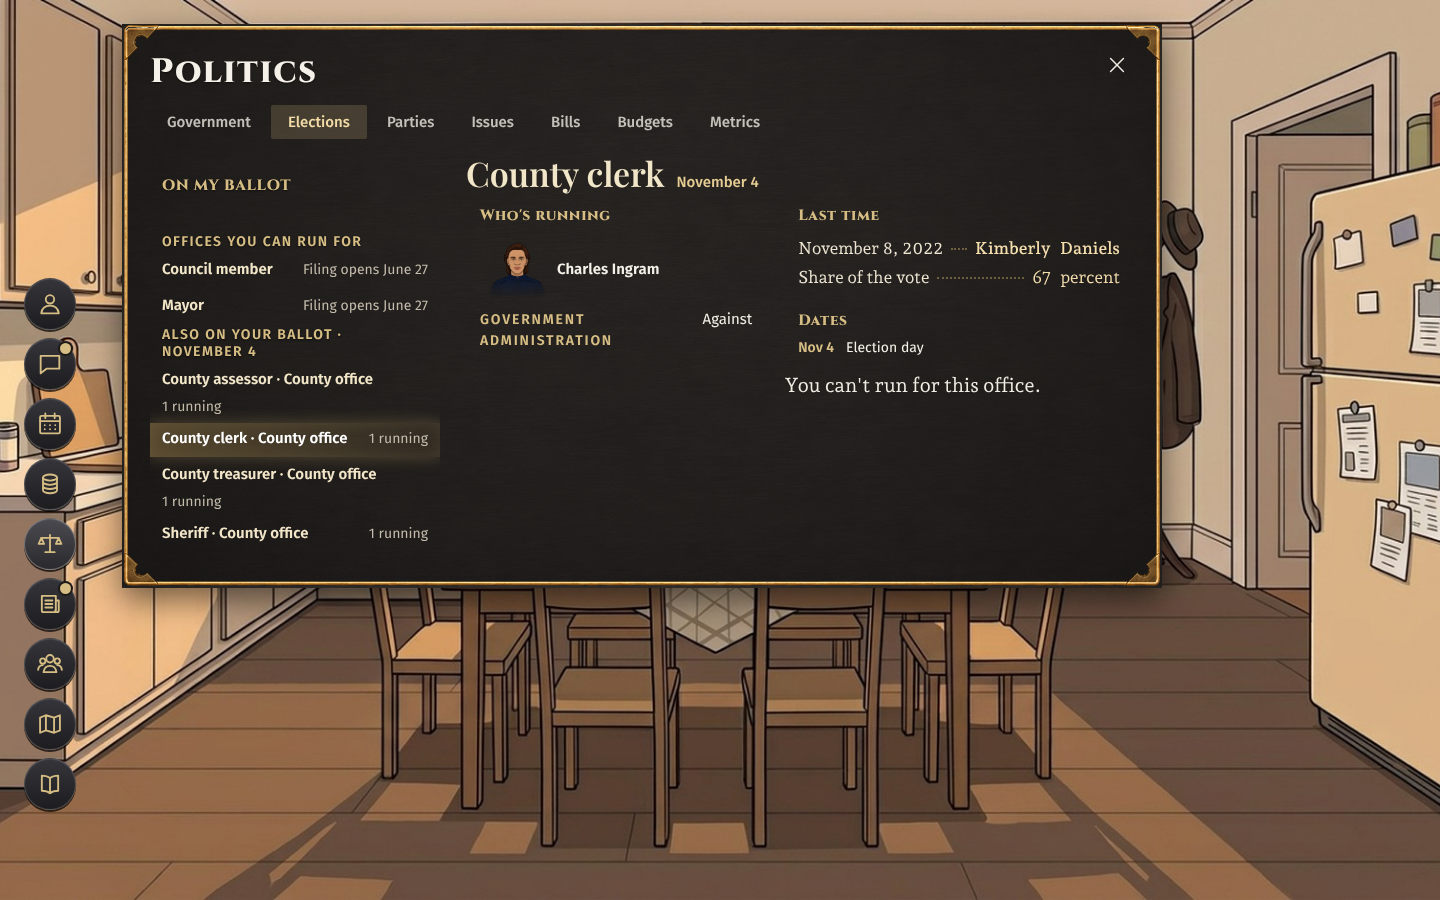 Politics
Government Elections Parties Issues Bills Budgets Metrics
ON MY BALLOT
OFFICES YOU CAN RUN FOR
Council member Filing opens June 27
Mayor Filing opens June 27
ALSO ON YOUR BALLOT ·
NOVEMBER 4
County assessor · County office
1 running
County clerk · County office 1 running
County treasurer · County office
1 running
Sheriff · County office 1 running
County clerk November 4
Who's running
Charles Ingram
GOVERNMENT Against
ADMINISTRATION
Last time
November 8, 2022 Kimberly Daniels
Share of the vote 67 percent
Dates
Nov 4 Election day
You can't run for this office.